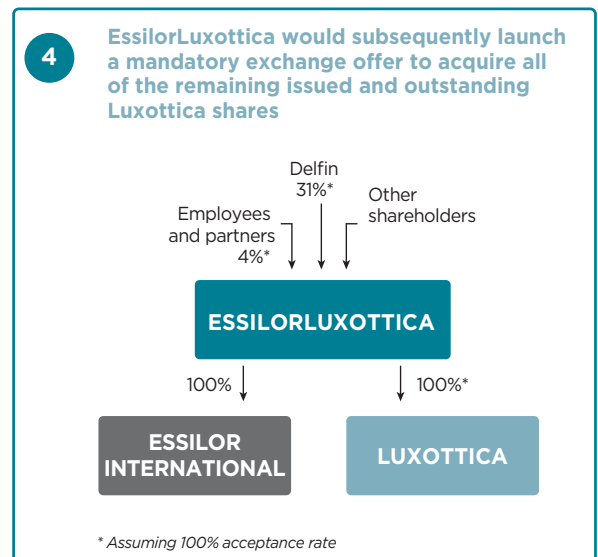 4
EssilorLuxottica would subsequently launch
a mandatory exchange offer to acquire all
of the remaining issued and outstanding
Luxottica shares
Delfin
31%*
Employees
and partners
4%*
Other
shareholders
ESSILORLUXOTTICA
100%
100%*
ESSILOR
INTERNATIONAL
LUXOTTICA
* Assuming 100% acceptance rate